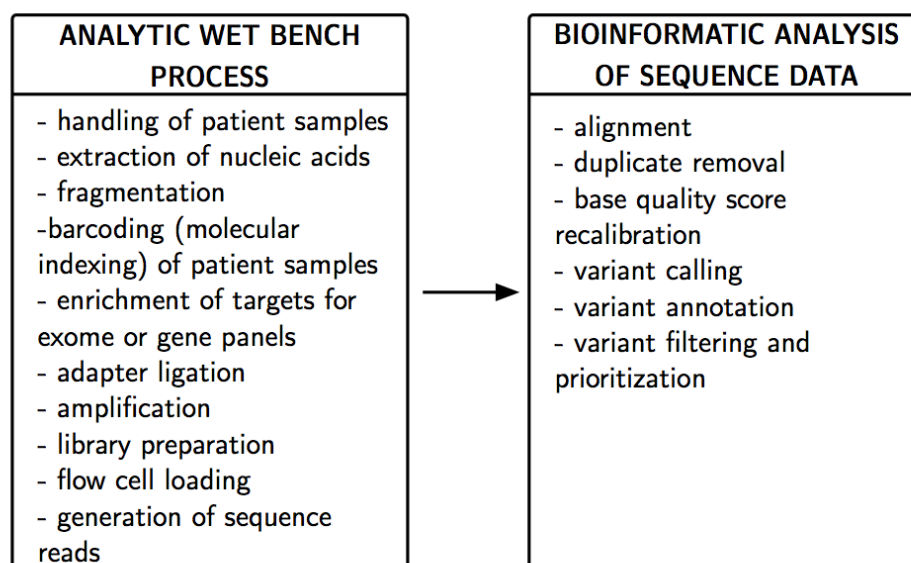 ANALYTIC WET BENCH
PROCESS
- handling of patient samples
- extraction of nucleic acids
- fragmentation
-barcoding (molecular
indexing) of patient samples
- enrichment of targets for
exome or gene panels
- adapter ligation
- amplification
- library preparation
- flow cell loading
- generation of sequence
reads
BIOINFORMATIC ANALYSIS
OF SEQUENCE DATA
- alignment
- duplicate removal
- base quality score
recalibration
- variant calling
- variant annotation
- variant filtering and
prioritization